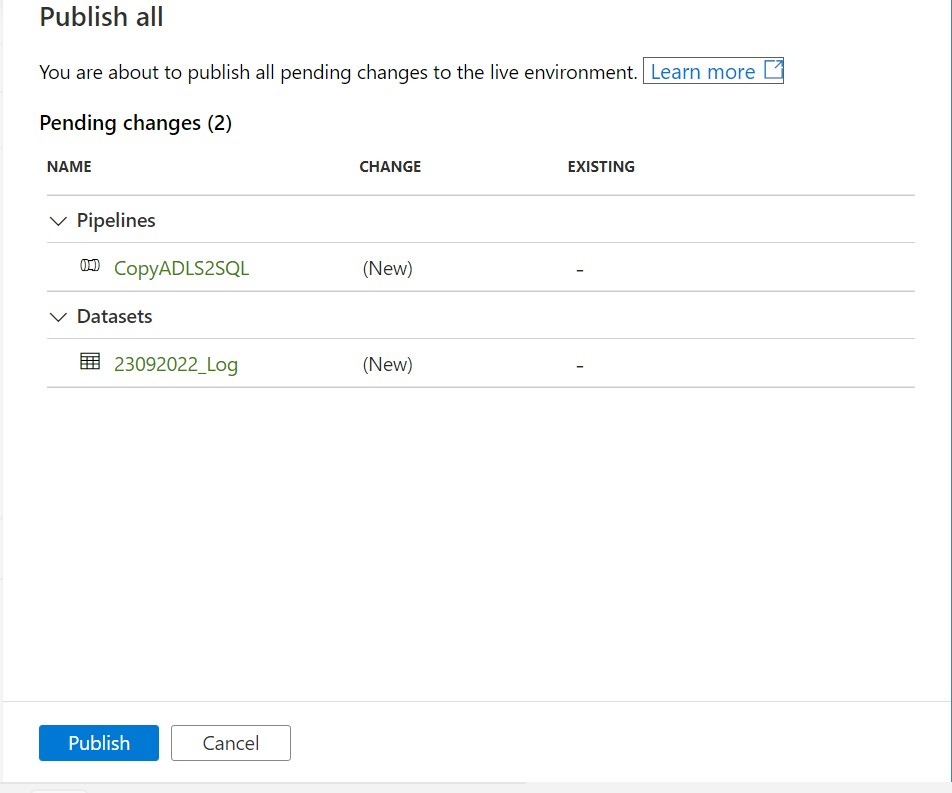 Publish all
You are about to publish all pending changes to the live environment. Learn more
Pending changes (2)
NAME CHANGE EXISTING
Pipelines
CopyADLS2SQL (New) -
Datasets
23092022_Log (New) -
Publish Cancel